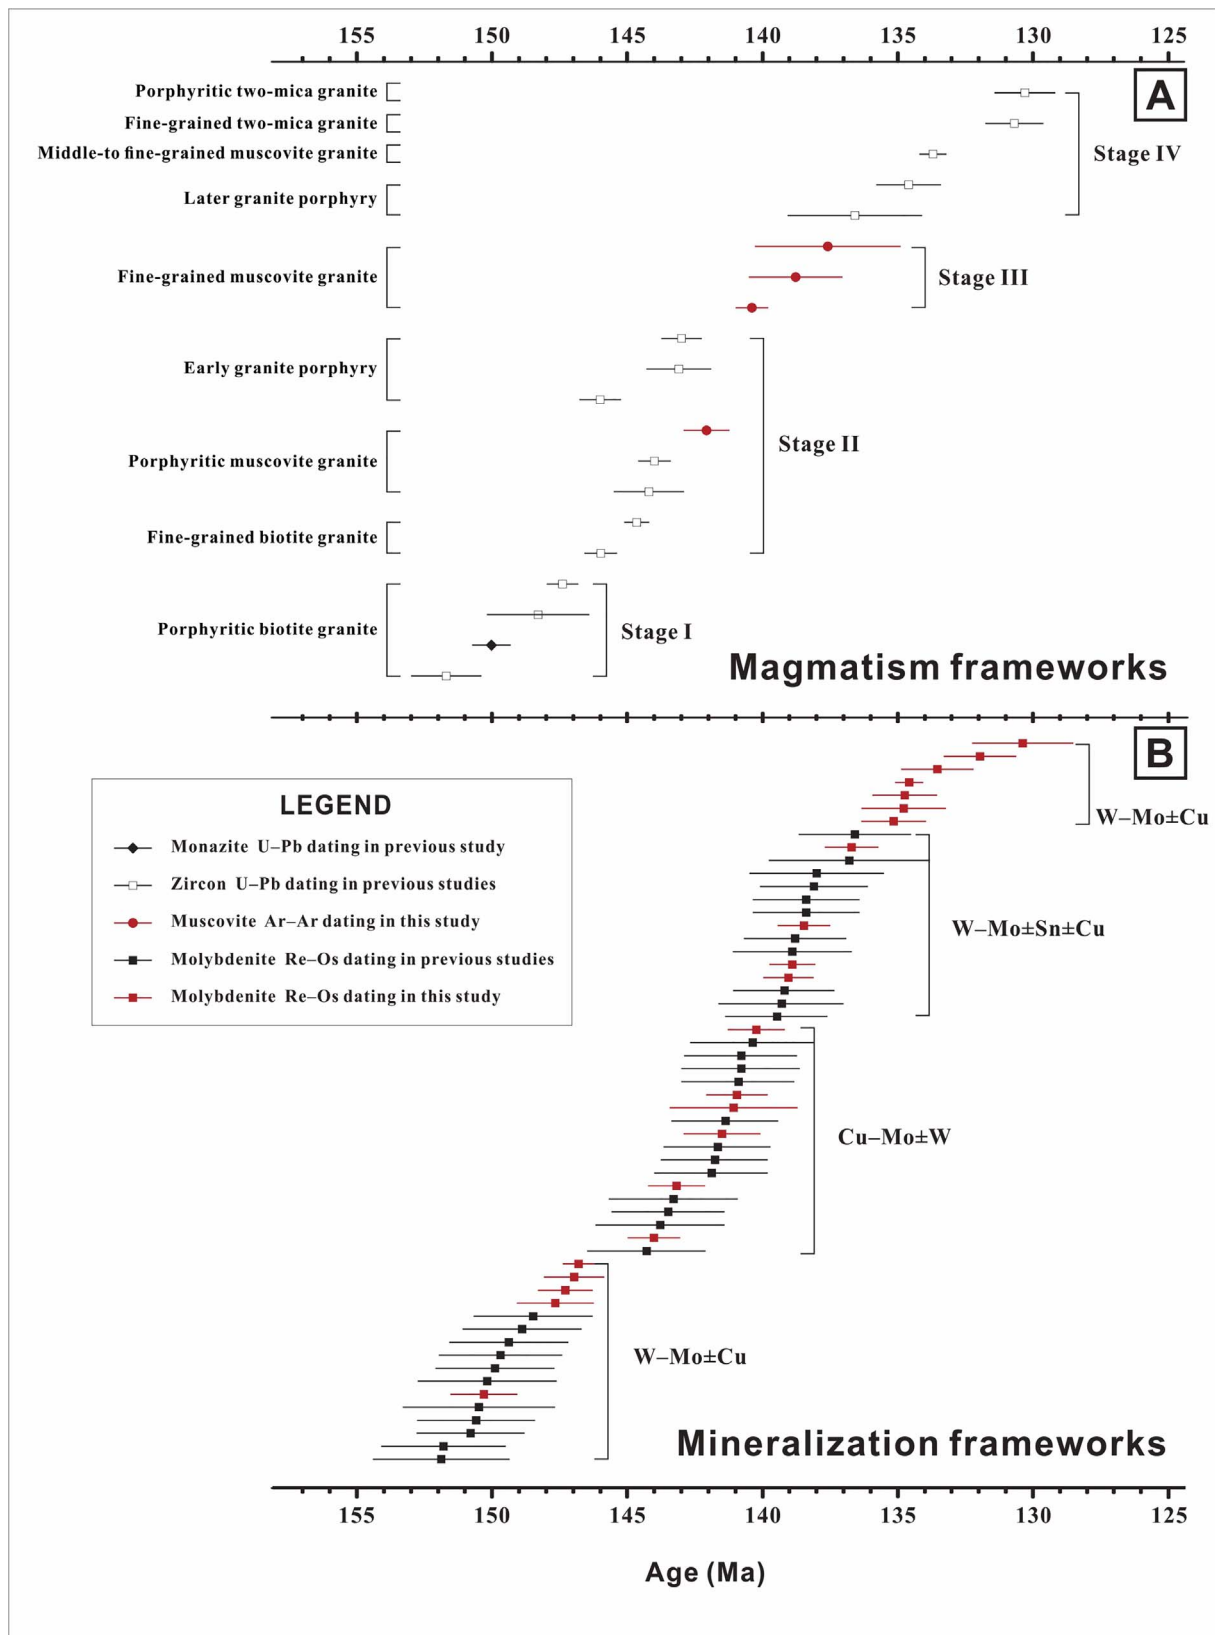 155 150 145 140 135 130 125
A
Porphyritic two-mica granite
Fine-grained two-mica granite
Middle-to fine-grained muscovite granite
Stage IV
Later granite porphyry
Fine-grained muscovite granite
Stage III
Early granite porphyry
Stage II
Porphyritic muscovite granite
Fine-grained biotite granite
Porphyritic biotite granite
Stage I
Magmatism frameworks
B
LEGEND
Monazite U–Pb dating in previous study
Zircon U–Pb dating in previous studies
Muscovite Ar–Ar dating in this study
Molybdenite Re–Os dating in previous studies
Molybdenite Re–Os dating in this study
W–Mo±Cu
W–Mo±Sn±Cu
Cu–Mo±W
W–Mo±Cu
Mineralization frameworks
155 150 145 140 135 130 125
Age (Ma)